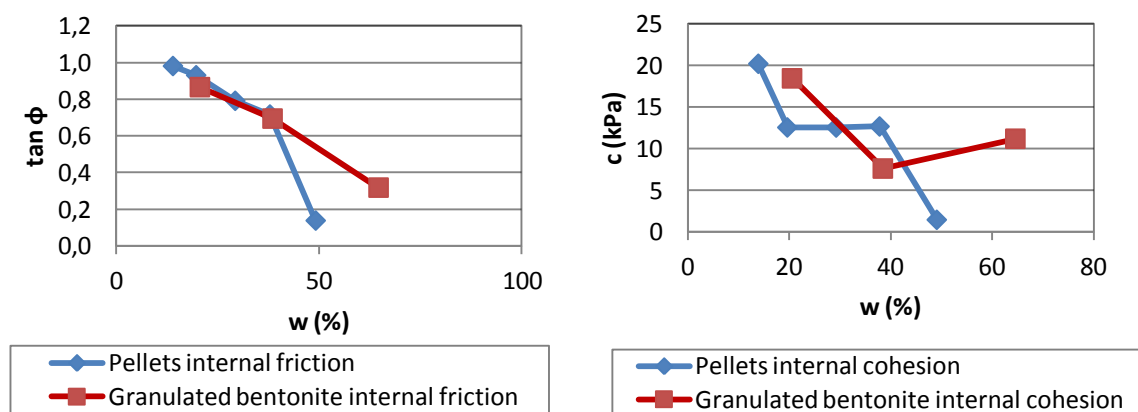 tan ϕ
1,2
1,0
0,8
0,6
0,4
0,2
0,0
0
50
100
w (%)
Pellets internal friction
Granulated bentonite internal friction
c (kPa)
25
20
15
10
5
0
0
20
40
60
80
w (%)
Pellets internal cohesion
Granulated bentonite internal cohesion